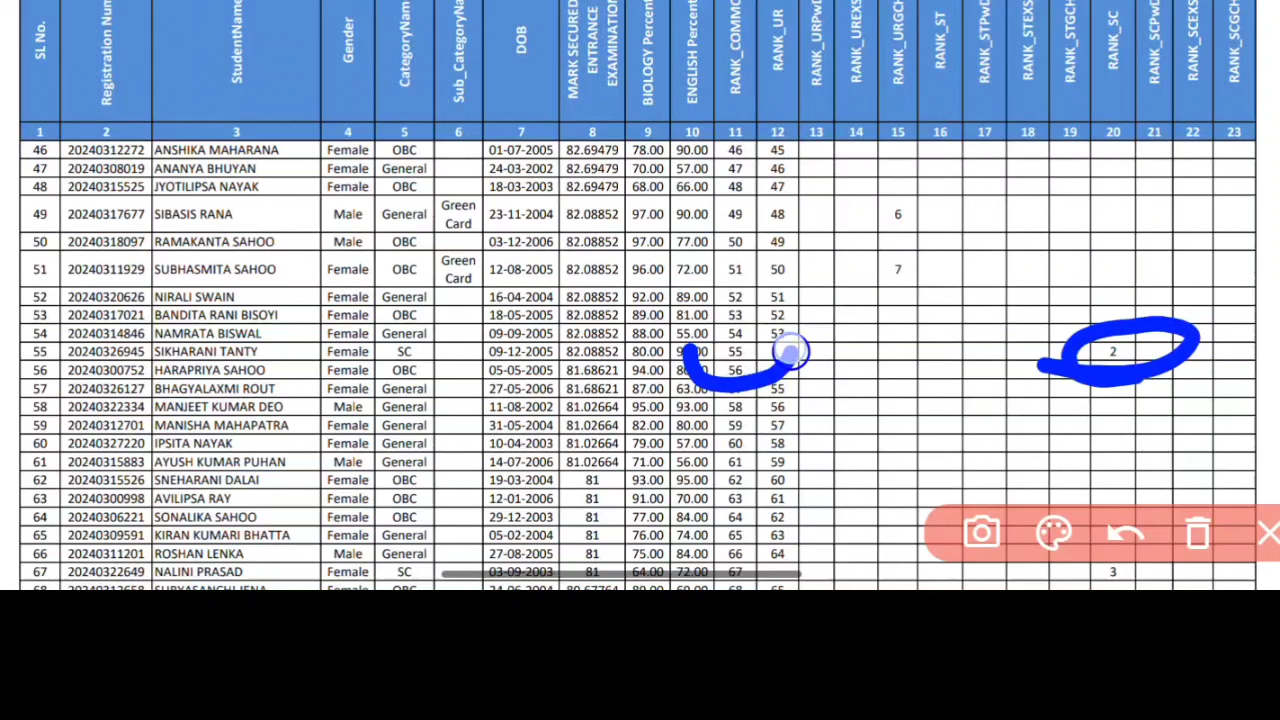 SL No. Registration Num StudentName Gender CategoryNam Sub_CategoryNa DOB MARK SECURED ENTRANCE EXAMINATION BIOLOGY Percent ENGLISH Percent RANK_COMMO RANK_UR RANK_URPwD RANK_UREXS RANK_URGCH RANK_ST RANK_STPwD RANK_STEXS RANK_STGCH RANK_SC RANK_SCPwD RANK_SCEXS RANK_SCGCH
1 2 3 4 5 6 7 8 9 10 11 12 13 14 15 16 17 18 19 20 21 22 23
46 20240312272 ANSHIKA MAHARANA Female OBC 01-07-2005 82.69479 78.00 90.00 46 45
47 20240308019 ANANYA BHUYAN Female General 24-03-2002 82.69479 70.00 57.00 47 46
48 20240315525 JYOTILIPSA NAYAK Female OBC 18-03-2003 82.69479 68.00 66.00 48 47
49 20240317677 SIBASIS RANA Male General Green Card 23-11-2004 82.08852 97.00 90.00 49 48 6
50 20240318097 RAMAKANTA SAHOO Male OBC 03-12-2006 82.08852 97.00 77.00 50 49
51 20240311929 SUBHASMITA SAHOO Female OBC Green Card 12-08-2005 82.08852 96.00 72.00 51 50 7
52 20240320626 NIRALI SWAIN Female General 16-04-2004 82.08852 92.00 89.00 52 51
53 20240317021 BANDITA RANI BISOYI Female OBC 18-05-2005 82.08852 89.00 81.00 53 52
54 20240314846 NAMRATA BISWAL Female General 09-09-2005 82.08852 88.00 55.00 54 53
55 20240326945 SIKHARANI TANTY Female SC 09-12-2005 82.08852 80.00 55 2
56 20240300752 HARAPRIYA SAHOO Female OBC 05-05-2005 81.68621 94.00 56
57 20240326127 BHAGYALAXMI ROUT Female General 27-05-2006 81.68621 87.00 63.00 55
58 20240322334 MANJEET KUMAR DEO Male General 11-08-2002 81.02664 95.00 93.00 58 56
59 20240312701 MANISHA MAHAPATRA Female General 31-05-2004 81.02664 82.00 80.00 59 57
60 20240327220 IPSITA NAYAK Female General 10-04-2003 81.02664 79.00 57.00 60 58
61 20240315883 AYUSH KUMAR PUHAN Male General 14-07-2006 81.02664 71.00 56.00 61 59
62 20240315526 SNEHARANI DALAI Female OBC 19-03-2004 81 93.00 95.00 62 60
63 20240300998 AVILIPSA RAY Female OBC 12-01-2006 81 91.00 70.00 63 61
64 20240306221 SONALIKA SAHOO Female OBC 29-12-2003 81 77.00 84.00 64 62
65 20240309591 KIRAN KUMARI BHATTA Female General 05-02-2004 81 76.00 74.00 65 63
66 20240311201 ROSHAN LENKA Male General 27-08-2005 81 75.00 84.00 66 64
67 20240322649 NALINI PRASAD Female SC 03-09-2003 81 64.00 72.00 67 3